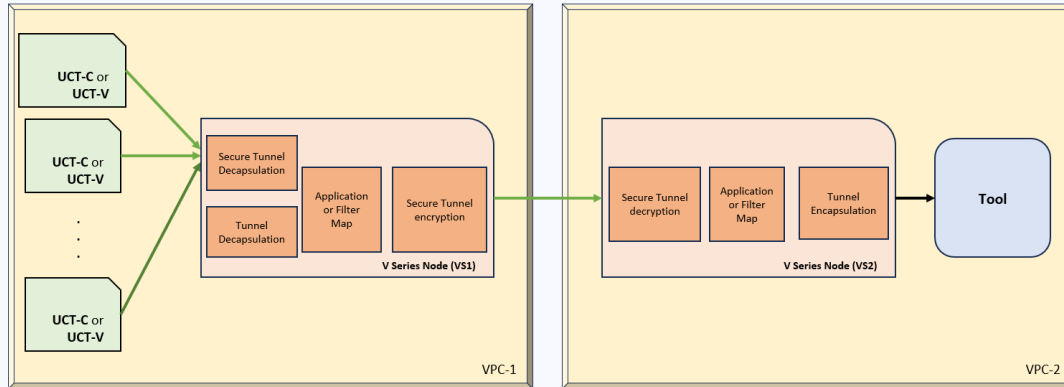 UCT-C or
UCT-V
UCT-C or
UCT-V
.
.
.
UCT-C or
UCT-V
Secure Tunnel
Decapsulation
Tunnel
Decapsulation
Application
or Filter
Map
Secure Tunnel
encryption
V Series Node (VS1)
VPC-1
Secure Tunnel
decryption
Application
or Filter
Map
Tunnel
Encapsulation
V Series Node (VS2)
Tool
VPC-2